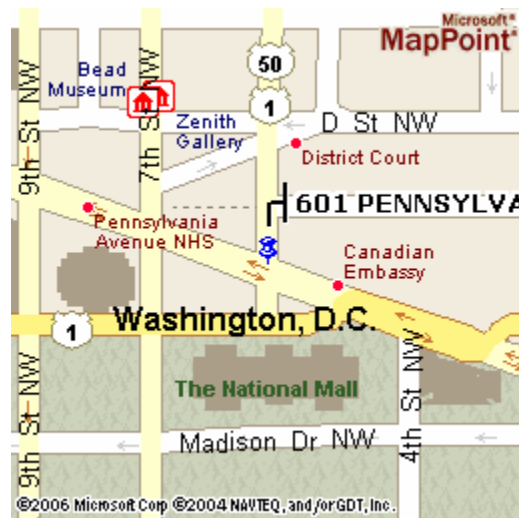 Microsoft®
MapPoint®
Bead
Museum
50
1
9th St NW
7th St NW
Zenith
Gallery
D St NW
District Court
601 PENNSYLVA
Pennsylvania
Avenue NHS
Canadian
Embassy
1
Washington, D.C.
The National Mall
4th St NW
9th St NW
Madison Dr NW
©2006 Microsoft Corp ©2004 NAVTEQ, and/or GDT, Inc.